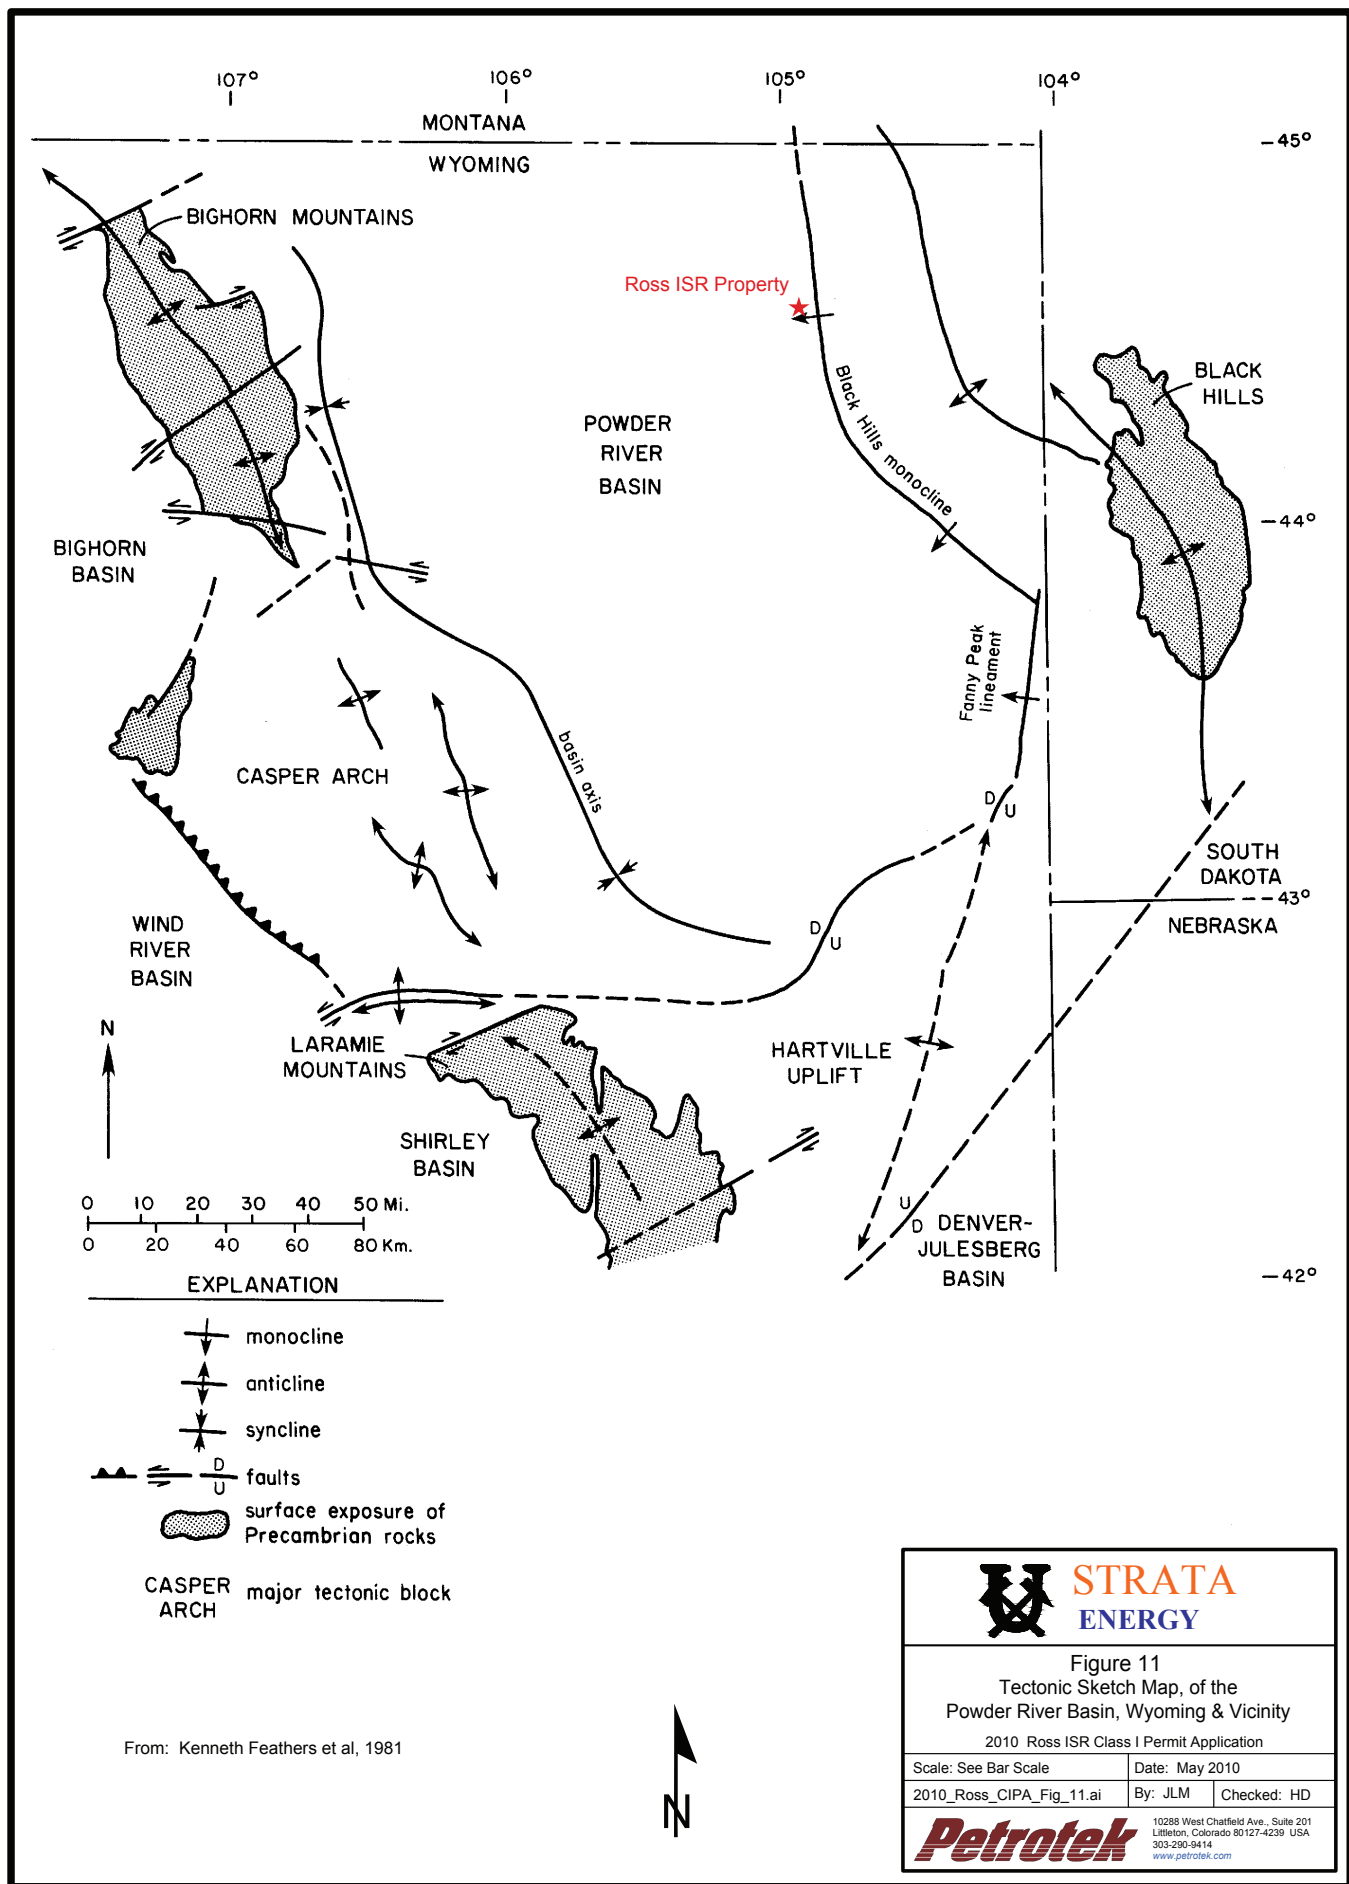 107° 106° 105° 104°
MONTANA
WYOMING
45°
BIGHORN MOUNTAINS
Ross ISR Property
BLACK
HILLS
Black Hills monocline
POWDER
RIVER
BASIN
44°
BIGHORN
BASIN
Fanny Peak
lineament
basin axis
CASPER ARCH
D
U
SOUTH
DAKOTA
43°
NEBRASKA
WIND
RIVER
BASIN
D
U
N
LARAMIE
MOUNTAINS
HARTVILLE
UPLIFT
SHIRLEY
BASIN
U
D
DENVER-
JULESBERG
BASIN
42°
0 10 20 30 40 50 Mi.
0 20 40 60 80 Km.
EXPLANATION
monocline
anticline
syncline
D
U
faults
surface exposure of
Precambrian rocks
CASPER
ARCH
major tectonic block
From: Kenneth Feathers et al, 1981
N
STRATA
ENERGY
Figure 11
Tectonic Sketch Map, of the
Powder River Basin, Wyoming & Vicinity
2010 Ross ISR Class I Permit Application
Scale: See Bar Scale
Date: May 2010
2010_Ross_CIPA_Fig_11.ai
By: JLM
Checked: HD
Petrotek
10288 West Chatfield Ave., Suite 201
Littleton, Colorado 80127-4239 USA
303-290-9414
www.petrotek.com